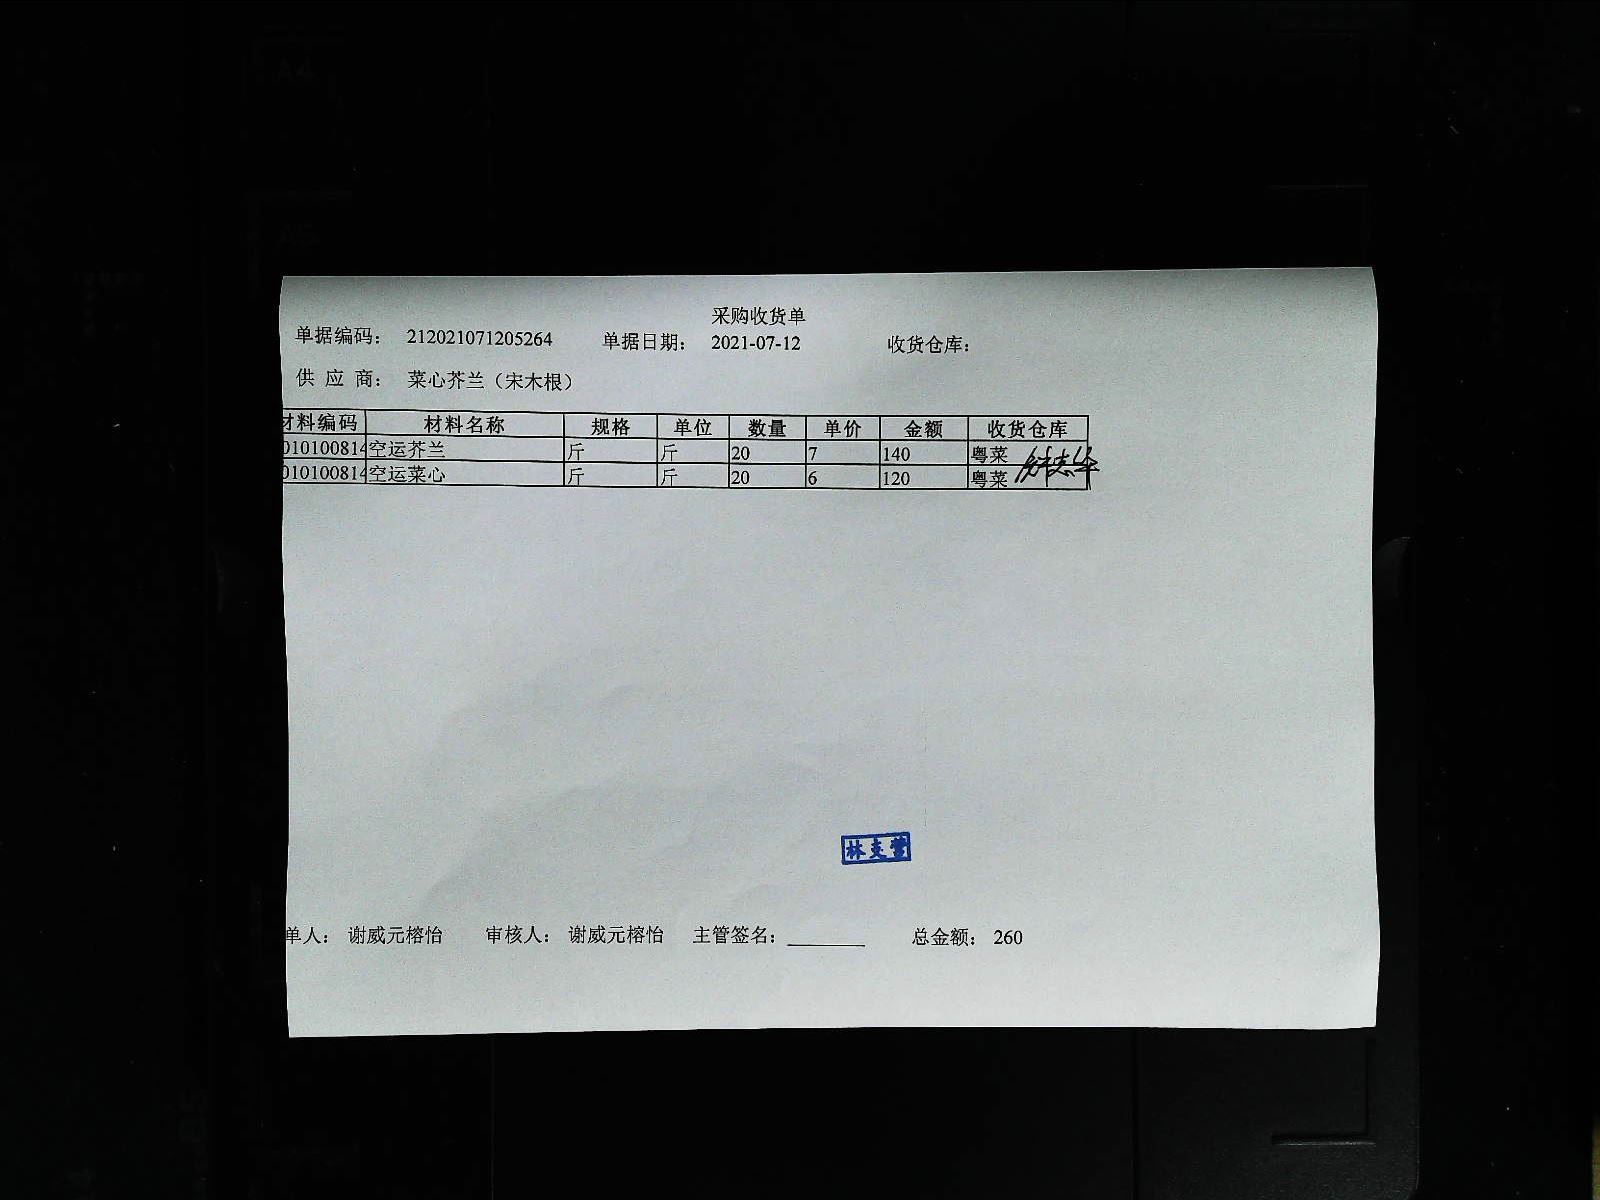 采购收货单
单据编码： 212021071205264 单据日期： 2021-07-12 收货仓库：
供 应 商： 菜心芥兰（宋木根）
材料编码 材料名称 规格 单位 数量 单价 金额 收货仓库
010100814 空运芥兰 斤 斤 20 7 140 粤菜
010100814 空运菜心 斤 斤 20 6 120 粤菜
单人： 谢威元榕怡 审核人： 谢威元榕怡 主管签名： 总金额： 260